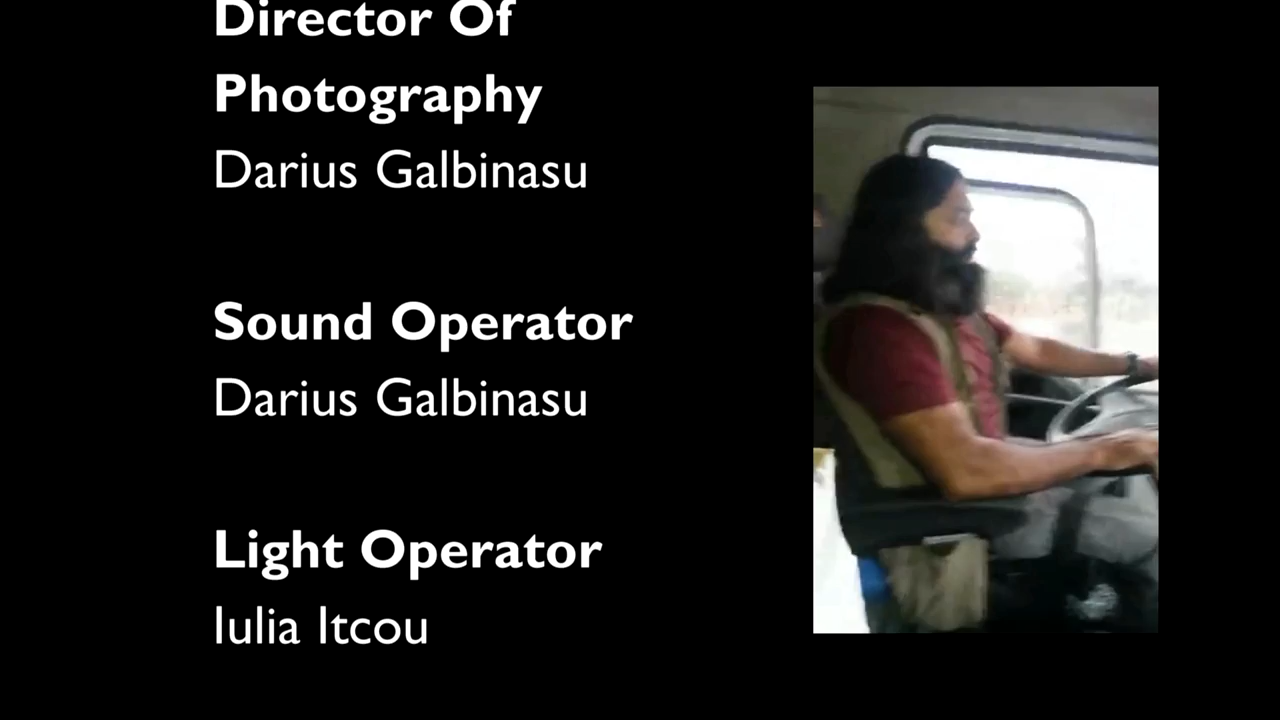 Director Of
Photography
Darius Galbinasu
Sound Operator
Darius Galbinasu
Light Operator
Iulia Itcou